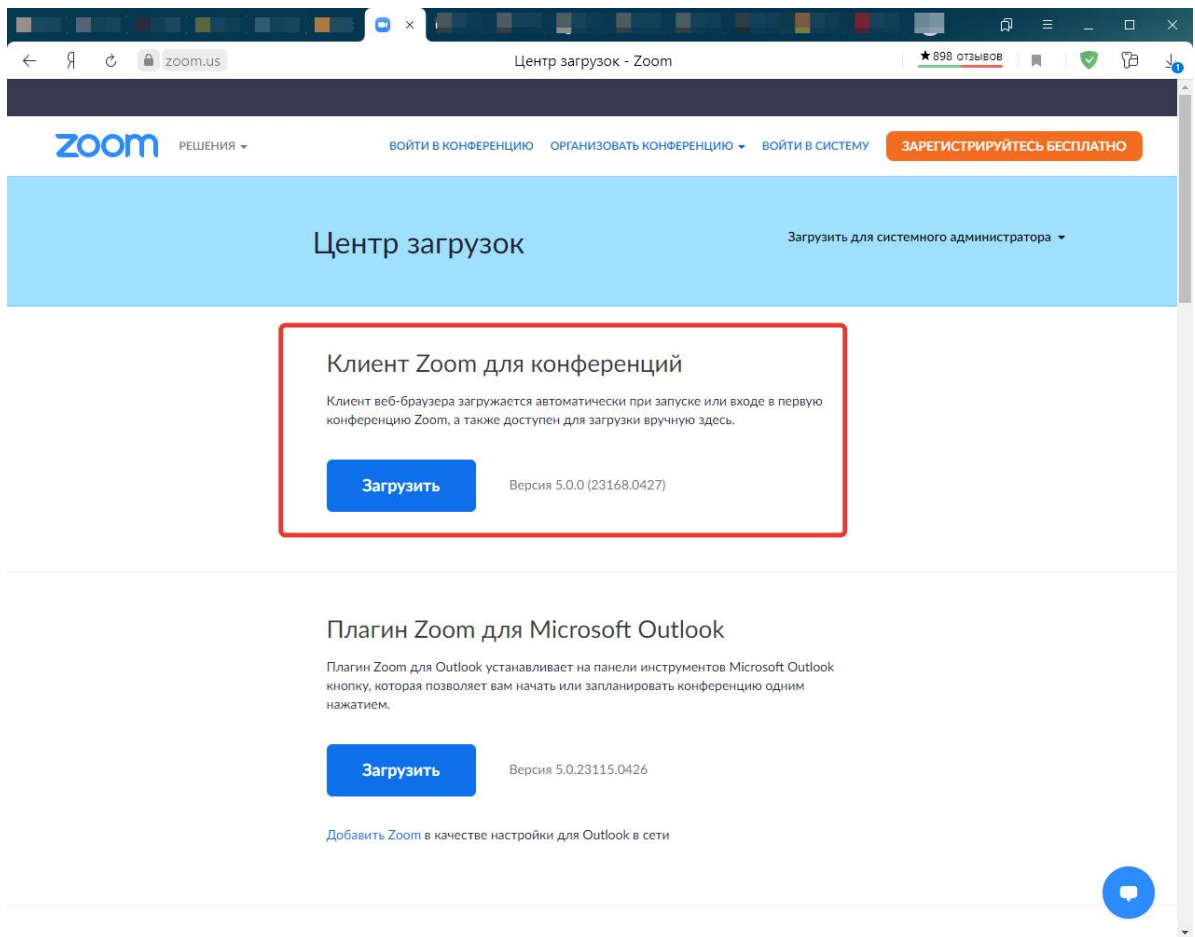 Я zoom.us Центр загрузок - Zoom ★898 отзывов 1
zoom РЕШЕНИЯ ВОЙТИ В КОНФЕРЕНЦИЮ ОРГАНИЗОВАТЬ КОНФЕРЕНЦИЮ ВОЙТИ В СИСТЕМУ ЗАРЕГИСТРИРУЙТЕСЬ БЕСПЛАТНО
Центр загрузок Загрузить для системного администратора
Клиент Zoom для конференций
Клиент веб-браузера загружается автоматически при запуске или входе в первую
конференцию Zoom, а также доступен для загрузки вручную здесь.
Загрузить Версия 5.0.0 (23168.0427)
Плагин Zoom для Microsoft Outlook
Плагин Zoom для Outlook устанавливает на панели инструментов Microsoft Outlook
кнопку, которая позволяет вам начать или запланировать конференцию одним
нажатием.
Загрузить Версия 5.0.23115.0426
Добавить Zoom в качестве настройки для Outlook в сети